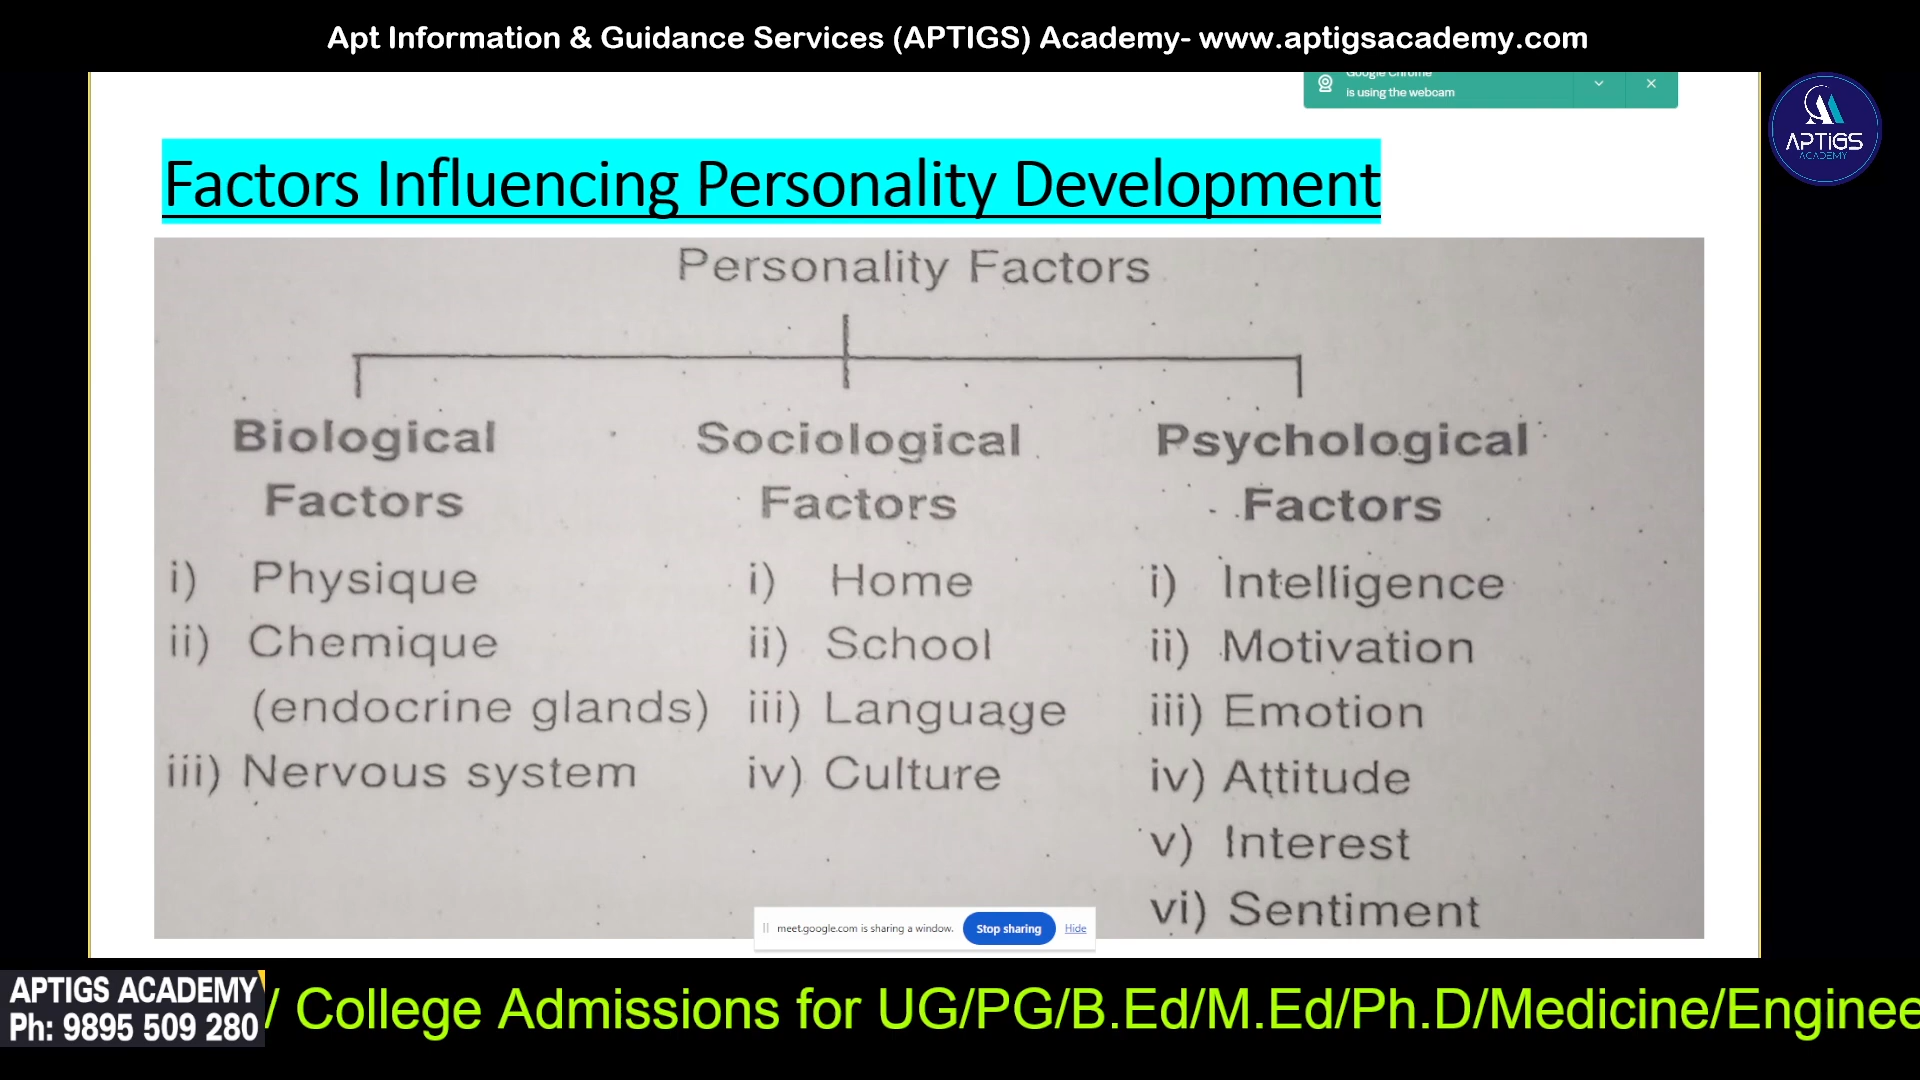 Apt Information & Guidance Services (APTIGS) Academy- www.aptigsacademy.com
Google Chrome
is using the webcam
APTIGS
ACADEMY
Factors Influencing Personality Development
Personality Factors
Biological
Factors
i) Physique
ii) Chemique
(endocrine glands)
iii) Nervous system
Sociological
Factors
i) Home
ii) School
iii) Language
iv) Culture
Psychological
Factors
i) Intelligence
ii) Motivation
iii) Emotion
iv) Attitude
v) Interest
vi) Sentiment
meet.google.com is sharing a window. Stop sharing Hide
APTIGS ACADEMY
Ph: 9895 509 280
/ College Admissions for UG/PG/B.Ed/M.Ed/Ph.D/Medicine/Enginee